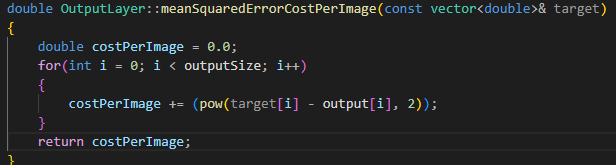 double OutputLayer::meanSquaredErrorCostPerImage(const vector<double>& target)
{
    double costPerImage = 0.0;
    for(int i = 0; i < outputSize; i++)
    {
        costPerImage += (pow(target[i] - output[i], 2));
    }
    return costPerImage;
}